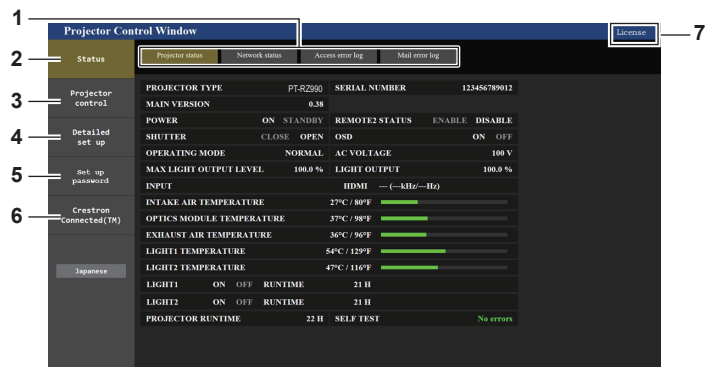 1
Projector Control Window License 7
2 Status Projector status Network status Access error log Mail error log
3 Projector control
4 Detailed set up
5 Set up password
6 Crestron Connected(TM)
Japanese
PROJECTOR TYPE PT-RZ990 SERIAL NUMBER 123456789012
MAIN VERSION 0.38
POWER ON STANDBY REMOTE2 STATUS ENABLE DISABLE
SHUTTER CLOSE OPEN OSD ON OFF
OPERATING MODE NORMAL AC VOLTAGE 100 V
MAX LIGHT OUTPUT LEVEL 100.0 % LIGHT OUTPUT 100.0 %
INPUT HDMI --- (---kHz/---Hz)
INTAKE AIR TEMPERATURE 27°C / 80°F
OPTICS MODULE TEMPERATURE 37°C / 98°F
EXHAUST AIR TEMPERATURE 36°C / 96°F
LIGHT1 TEMPERATURE 54°C / 129°F
LIGHT2 TEMPERATURE 47°C / 116°F
LIGHT1 ON OFF RUNTIME 21 H
LIGHT2 ON OFF RUNTIME 21 H
PROJECTOR RUNTIME 22 H SELF TEST No errors